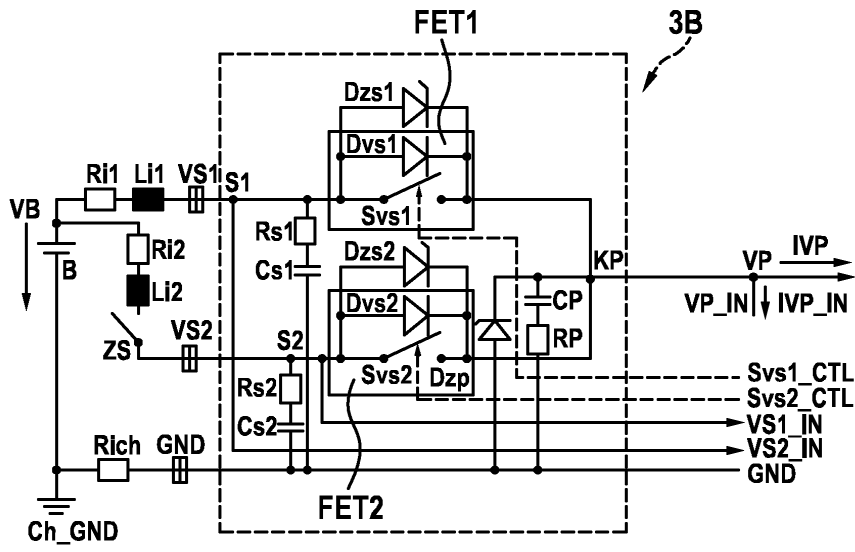 FET1
3B
Dzs1
Dvs1
Ri1 Li1 VS1 S1
VB
Svs1
Rs1
Ri2
Cs1
Dzs2
KP
VP IVP
B
Li2
Dvs2
CP
VP_IN IVP_IN
VS2
ZS
S2
RP
Svs2 Dzp
Svs1_CTL
Rs2
Svs2_CTL
Cs2
VS1_IN
Rich GND
VS2_IN
GND
FET2
Ch_GND